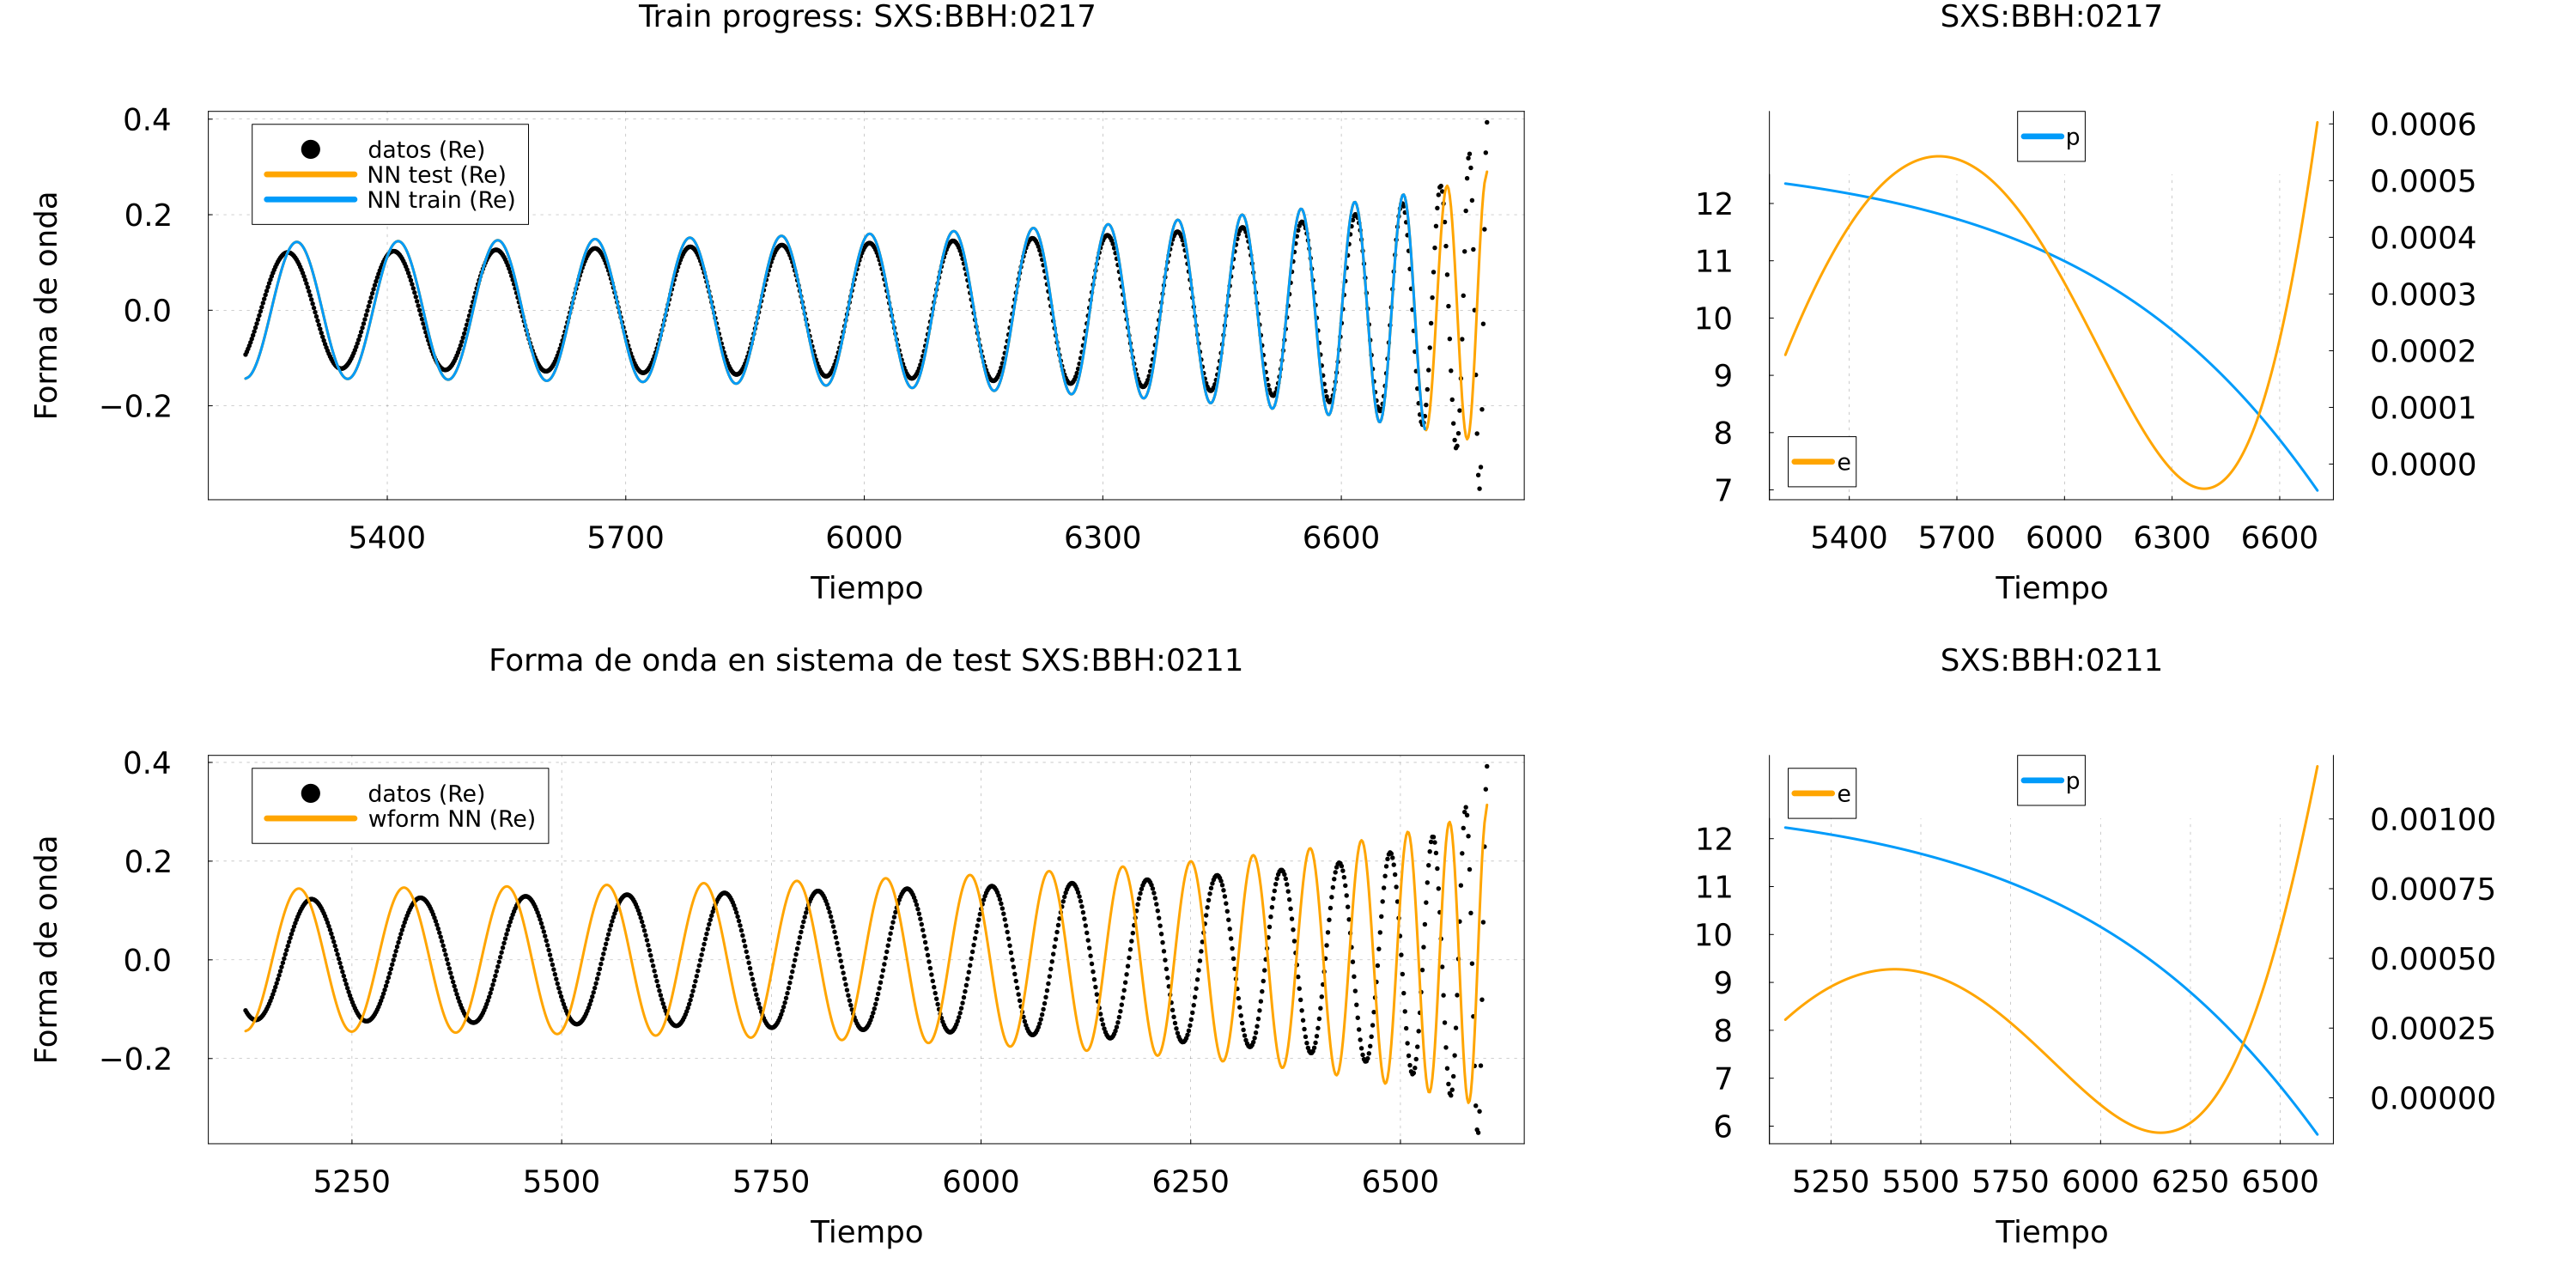 Train progress: SXS:BBH:0217
Forma de onda
0.4
0.2
0.0
−0.2
datos (Re)
NN test (Re)
NN train (Re)
5400 5700 6000 6300 6600
Tiempo
SXS:BBH:0217
12
11
10
9
8
7
p
e
0.0006
0.0005
0.0004
0.0003
0.0002
0.0001
0.0000
5400 5700 6000 6300 6600
Tiempo
Forma de onda en sistema de test SXS:BBH:0211
Forma de onda
0.4
0.2
0.0
−0.2
datos (Re)
wform NN (Re)
5250 5500 5750 6000 6250 6500
Tiempo
SXS:BBH:0211
12
11
10
9
8
7
6
e
p
0.00100
0.00075
0.00050
0.00025
0.00000
5250 5500 5750 6000 6250 6500
Tiempo